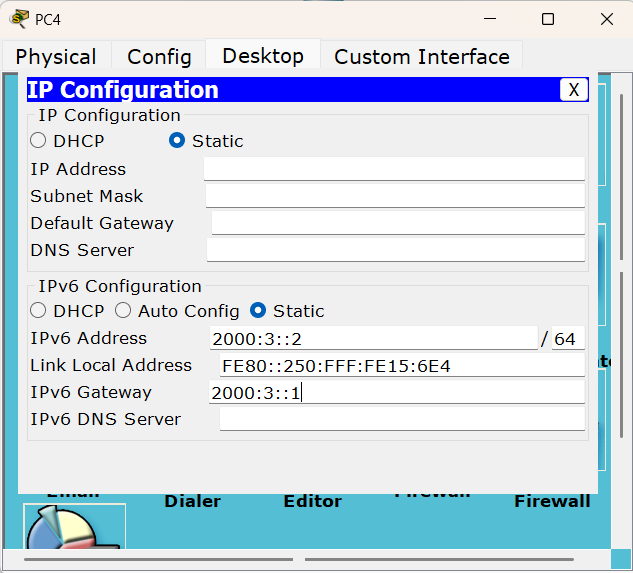 PC4
Physical Config Desktop Custom Interface
IP Configuration X
IP Configuration
DHCP Static
IP Address
Subnet Mask
Default Gateway
DNS Server
IPv6 Configuration
DHCP Auto Config Static
IPv6 Address 2000:3::2 / 64
Link Local Address FE80::250:FFF:FE15:6E4
IPv6 Gateway 2000:3::1
IPv6 DNS Server
Email Dialer Editor Firewall Firewall